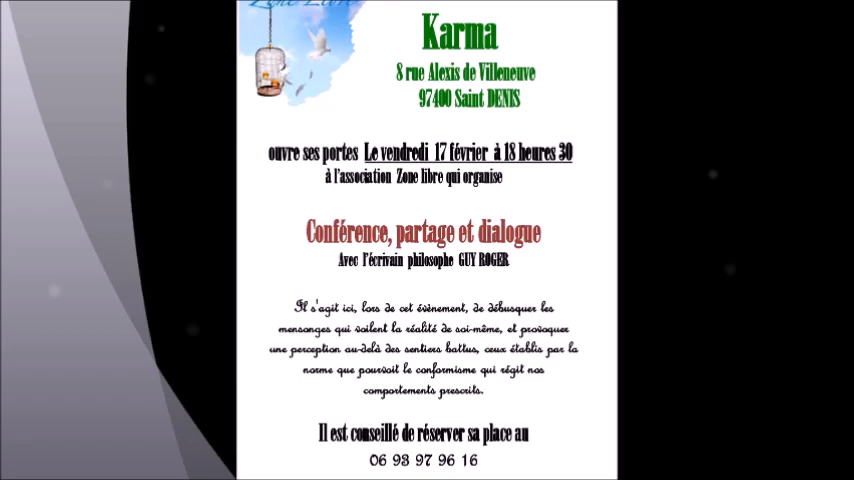 Zone Libre
Karma
8 rue Alexis de Villeneuve
97400 Saint DENIS
ouvre ses portes Le vendredi 17 février à 18 heures 30
à l'association Zone libre qui organise
Conférence, partage et dialogue
Avec l'écrivain philosophe GUY ROGER
Il s'agit ici, lors de cet évènement, de débusquer les
mensonges qui voilent la réalité de soi-même, et provoquer
une perception au-delà des sentiers battus, ceux établis par la
norme que pourvoit le conformisme qui régit nos
comportements prescrits.
Il est conseillé de réserver sa place au
06 93 97 96 16